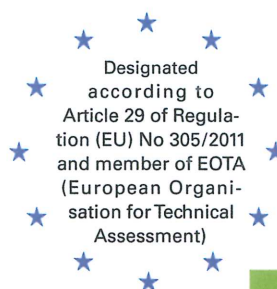 Designated
according to
Article 29 of Regula-
tion (EU) No 305/2011
and member of EOTA
(European Organi-
sation for Technical
Assessment)